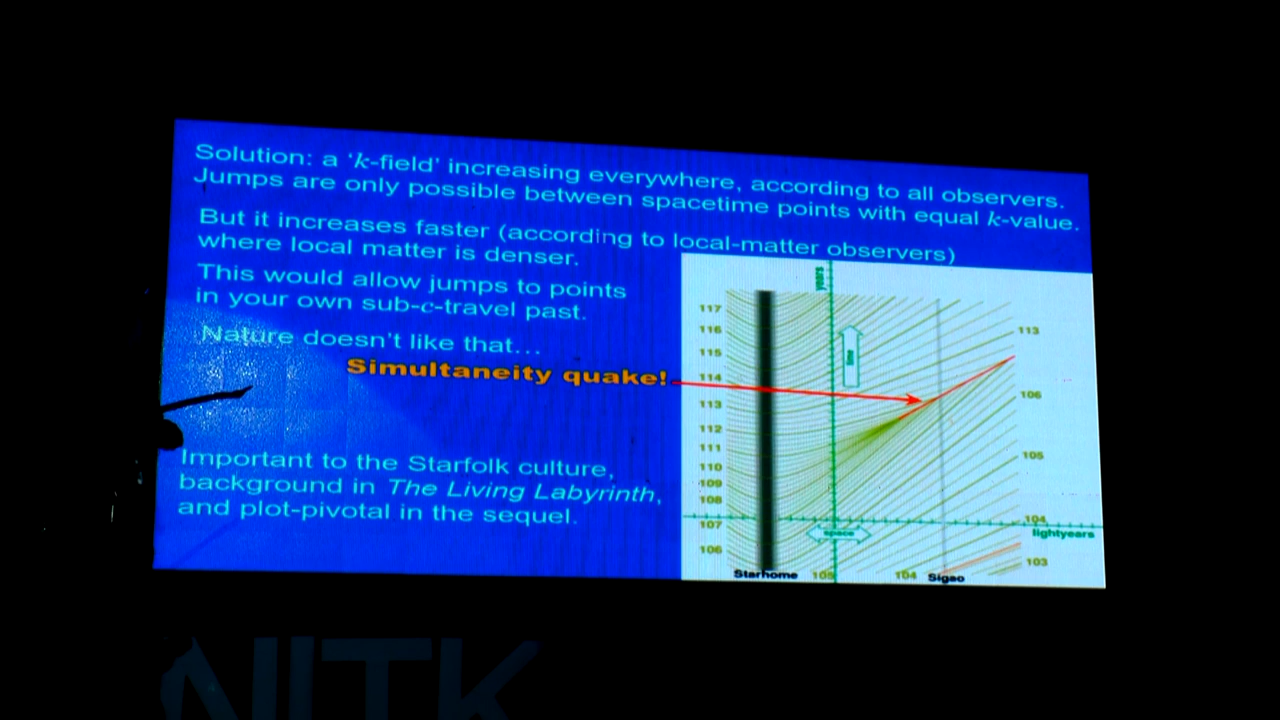 Solution: a ‘k-field’ increasing everywhere, according to all observers.
Jumps are only possible between spacetime points with equal k-value.
But it increases faster (according to local-matter observers)
where local matter is denser.
This would allow jumps to points
in your own sub-c-travel past.
Nature doesn't like that...
Simultaneity quake!
Important to the Starfolk culture,
background in The Living Labyrinth,
and plot-pivotal in the sequel.
years
117
116
115
114
113
112
111
110
109
108
107
106
time
113
106
105
104
103
lightyears
space
Starhome
105
104
Sigao
NITK